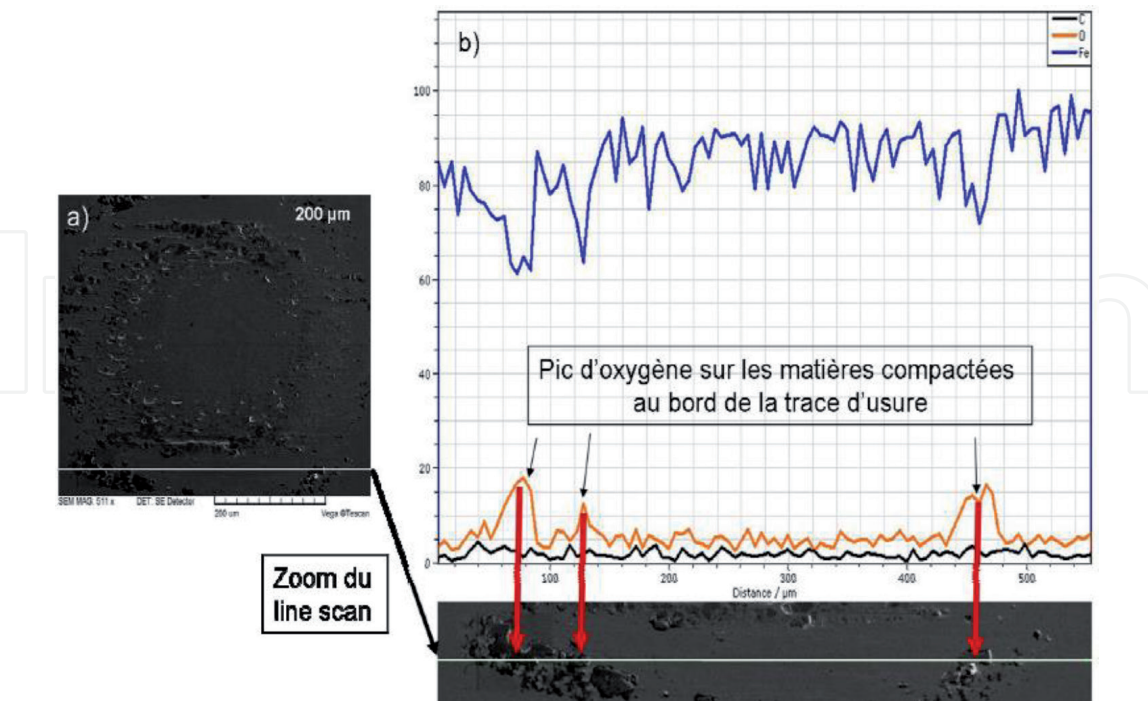 a)
200 µm
SEM MAG: 511 x
DET: SE Detector
200 um
Vega ©Tescan
Zoom du
line scan
b)
C
O
Fe
100
80
60
40
20
0
Pic d'oxygène sur les matières compactées
au bord de la trace d'usure
100
200
300
400
500
Distance / µm